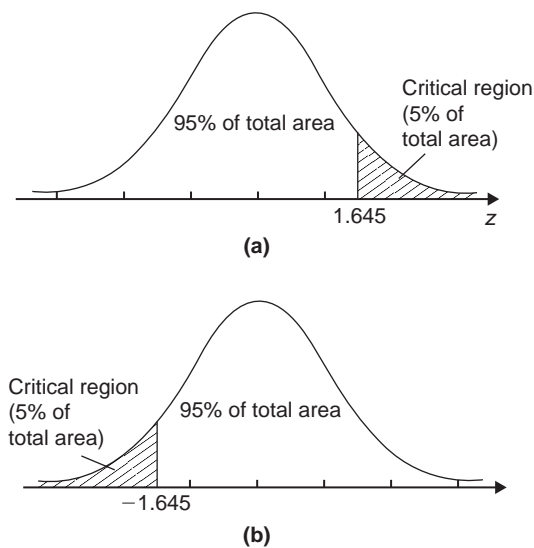 Critical region
(5% of
total area)
95% of total area
1.645
z
(a)
Critical region
(5% of
total area)
95% of total area
−1.645
(b)